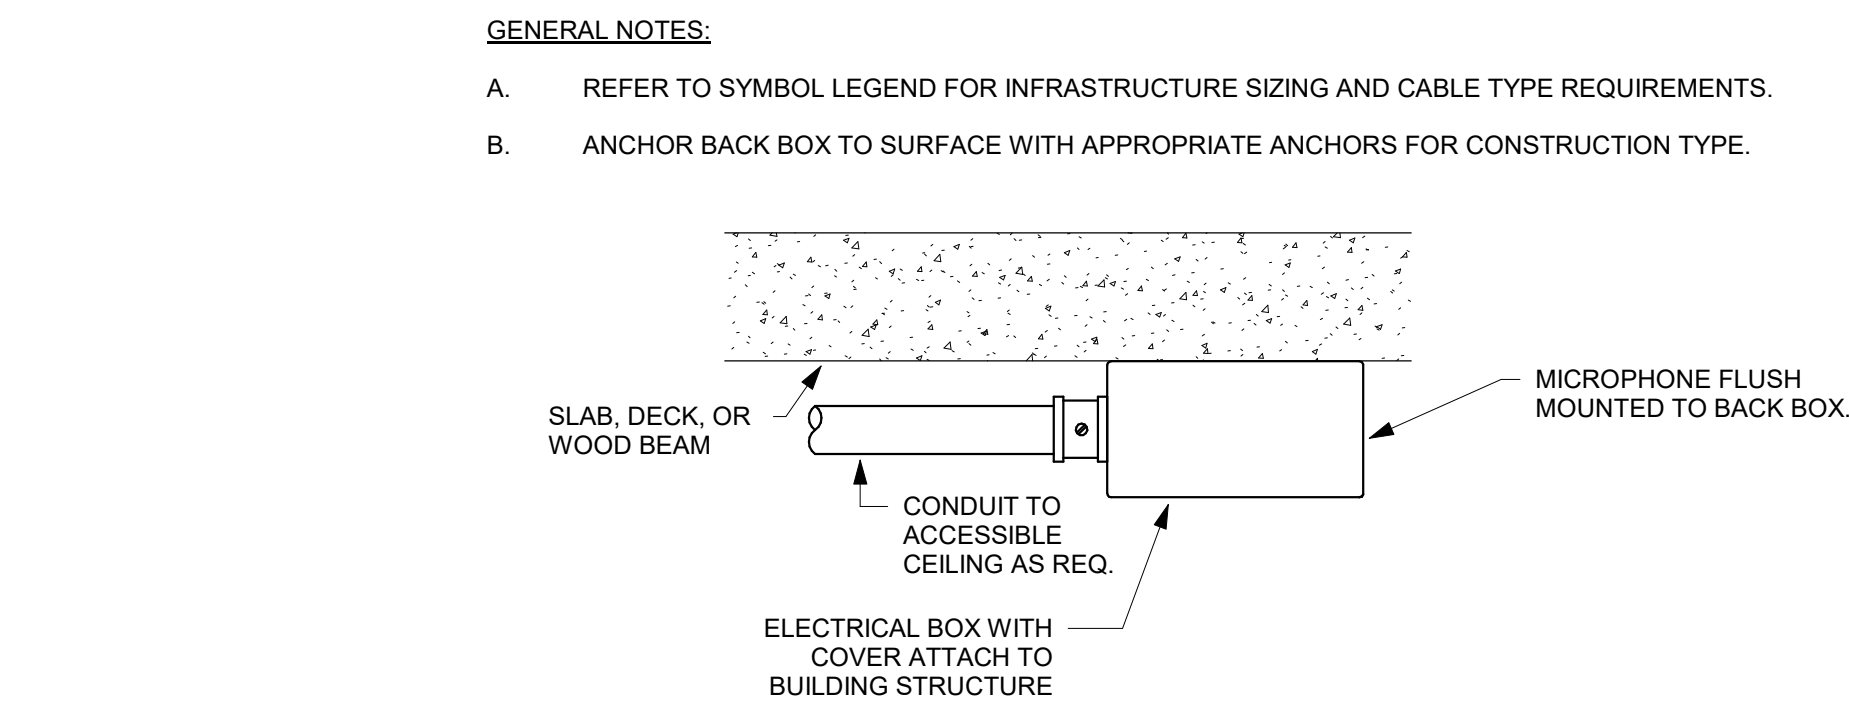 GENERAL NOTES:
A. REFER TO SYMBOL LEGEND FOR INFRASTRUCTURE SIZING AND CABLE TYPE REQUIREMENTS.
B. ANCHOR BACK BOX TO SURFACE WITH APPROPRIATE ANCHORS FOR CONSTRUCTION TYPE.
MICROPHONE FLUSH
MOUNTED TO BACK BOX.
SLAB, DECK, OR
WOOD BEAM
CONDUIT TO
ACCESSIBLE
CEILING AS REQ.
ELECTRICAL BOX WITH
COVER ATTACH TO
BUILDING STRUCTURE